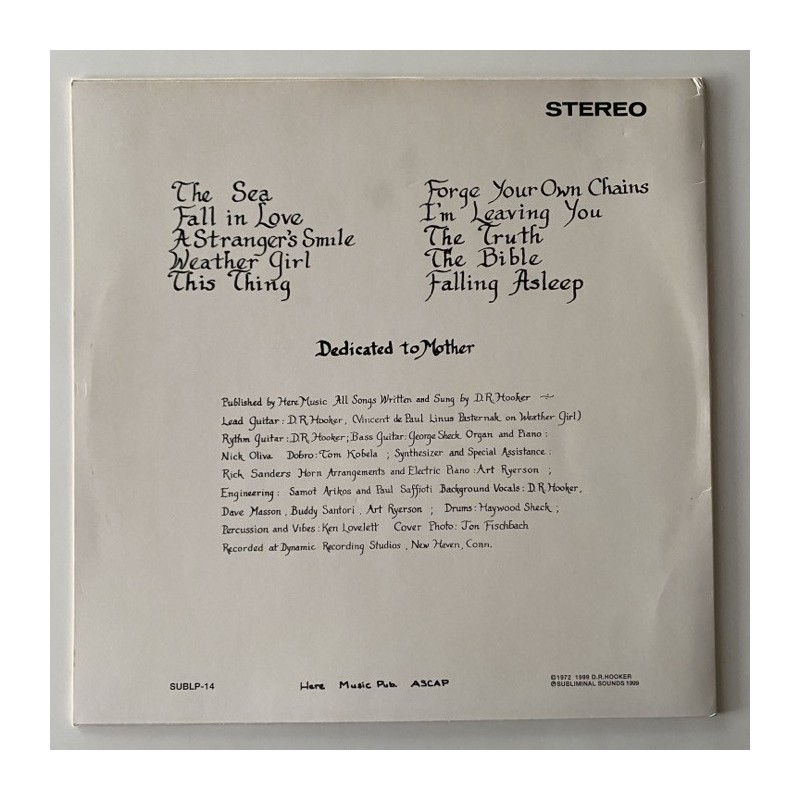 STEREO
The Sea
Fall in Love
A Stranger's Smile
Weather Girl
This Thing
Forge Your Own Chains
I'm Leaving You
The Truth
The Bible
Falling Asleep
Dedicated to Mother
Published by Here Music All Songs Written and Sung by D.R. Hooker
Lead Guitar: D.R. Hooker, (Vincent de Paul Linus Pasternak on Weather Girl)
Rythm Guitar: D.R. Hooker; Bass Guitar: George Sheck Organ and Piano:
Nick Oliva Dobro: Tom Kobela ; Synthesizer and Special Assistance:
Rick Sanders Horn Arrangements and Electric Piano: Art Ryerson ;
Engineering: Samot Arikos and Paul Saffioti Background Vocals: D.R. Hooker,
Dave Masson, Buddy Santori, Art Ryerson ; Drums: Haywood Sheck ;
Percussion and Vibes: Ken Lovelett Cover Photo: Jon Fischbach
Recorded at Dynamic Recording Studios, New Haven, Conn.
SUBLP-14
Here Music Pub. ASCAP
©1972 1999 D.R.HOOKER
℗SUBLIMINAL SOUNDS 1999